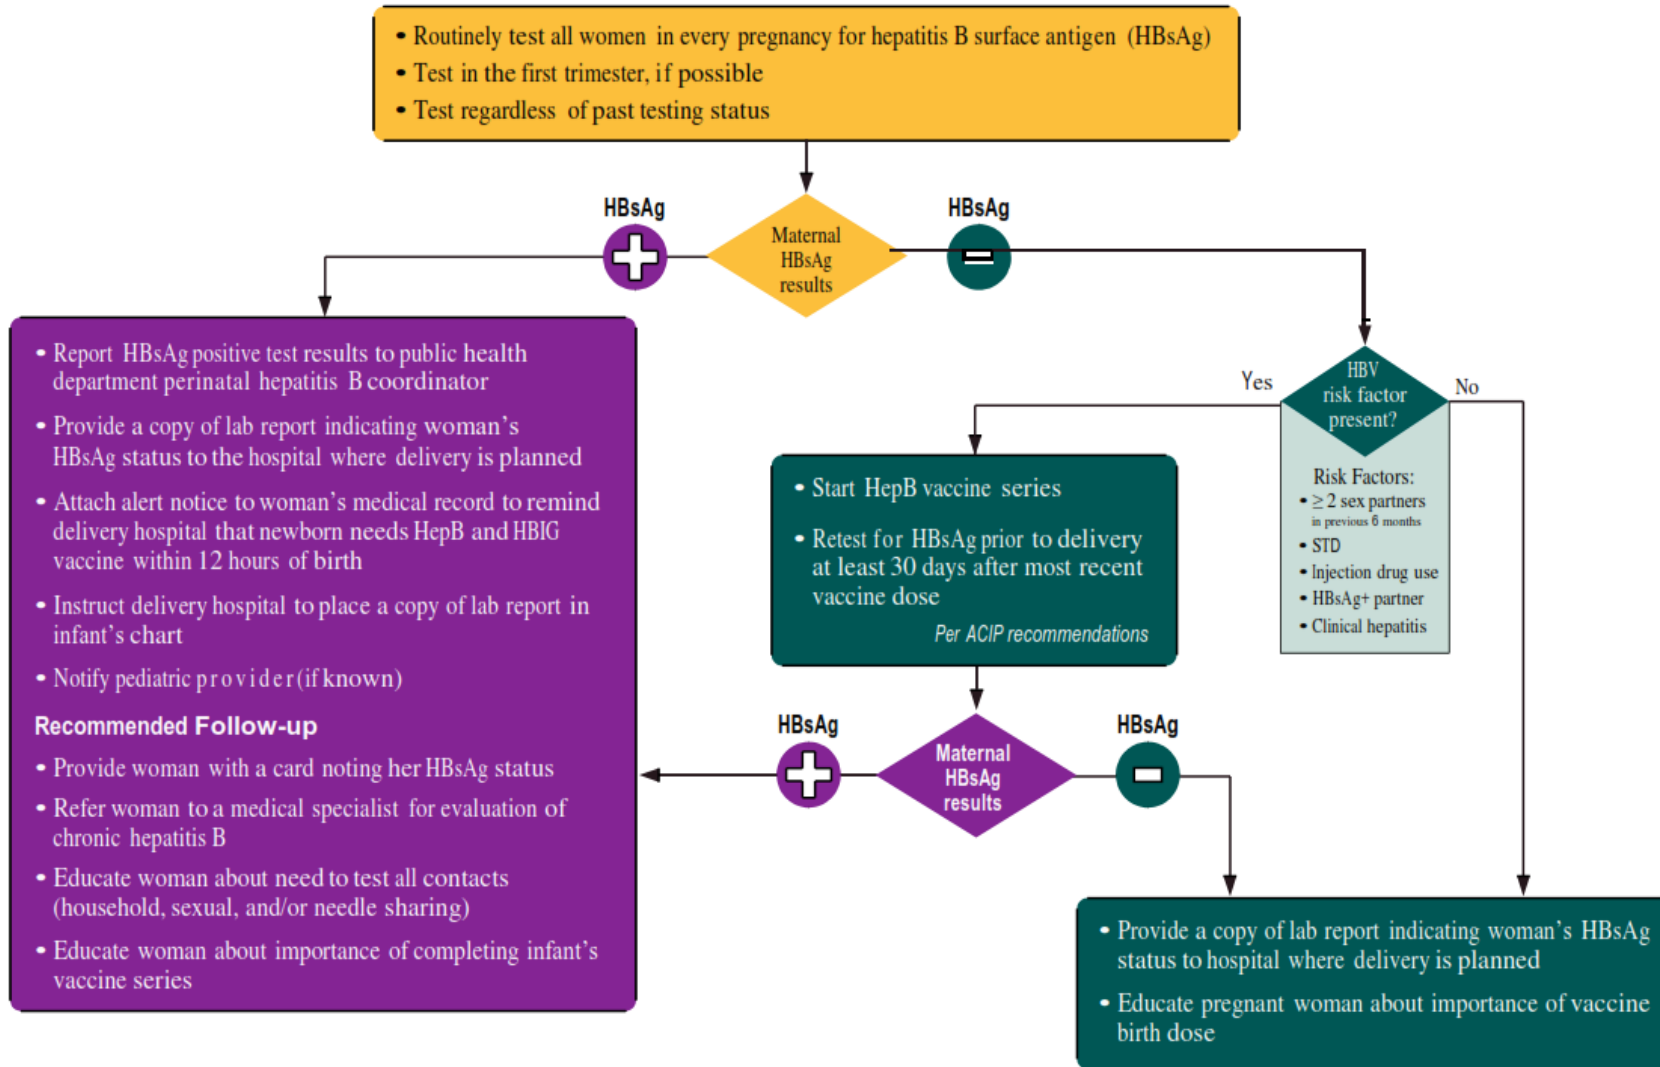 • Routinely test all women in every pregnancy for hepatitis B surface antigen (HBsAg)
• Test in the first trimester, if possible
• Test regardless of past testing status
HBsAg
HBsAg
Maternal
HBsAg
results
• Report HBsAg positive test results to public health
department perinatal hepatitis B coordinator
• Provide a copy of lab report indicating woman's
HBsAg status to the hospital where delivery is planned
• Attach alert notice to woman's medical record to remind
delivery hospital that newborn needs HepB and HBIG
vaccine within 12 hours of birth
• Instruct delivery hospital to place a copy of lab report in
infant's chart
• Notify pediatric provider (if known)
Recommended Follow-up
• Provide woman with a card noting her HBsAg status
• Refer woman to a medical specialist for evaluation of
chronic hepatitis B
• Educate woman about need to test all contacts
(household, sexual, and/or needle sharing)
• Educate woman about importance of completing infant's
vaccine series
Yes
HBV
risk factor
present?
No
Risk Factors:
• ≥ 2 sex partners
in previous 6 months
• STD
• Injection drug use
• HBsAg+ partner
• Clinical hepatitis
• Start HepB vaccine series
• Retest for HBsAg prior to delivery
at least 30 days after most recent
vaccine dose
Per ACIP recommendations
HBsAg
HBsAg
Maternal
HBsAg
results
• Provide a copy of lab report indicating woman's HBsAg
status to hospital where delivery is planned
• Educate pregnant woman about importance of vaccine
birth dose